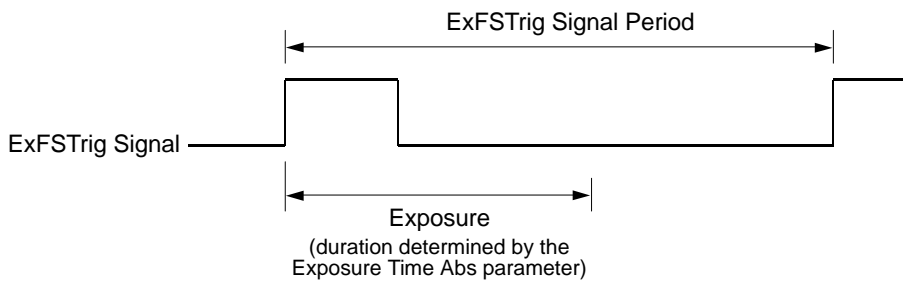 ExFSTrig Signal Period
ExFSTrig Signal
Exposure
(duration determined by the
Exposure Time Abs parameter)